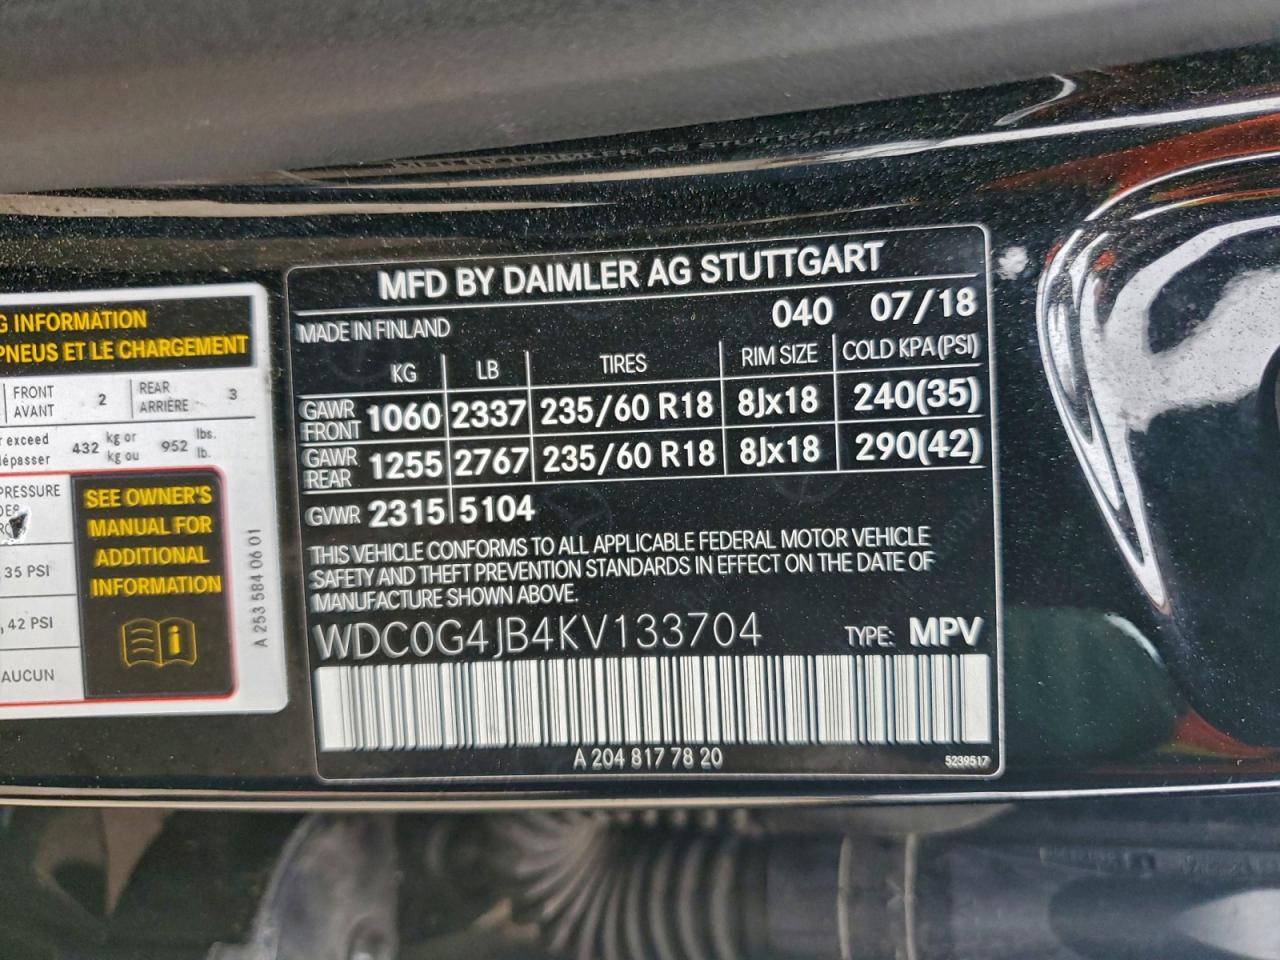 G INFORMATION
PNEUS ET LE CHARGEMENT
FRONT
AVANT
2
REAR
ARRIÈRE
3
exceed
dépasser
432
kg or
kg ou
952
lbs.
lb.
PRESSURE
35 PSI
, 42 PSI
AUCUN
SEE OWNER'S
MANUAL FOR
ADDITIONAL
INFORMATION
A 253 584 06 01
MFD BY DAIMLER AG STUTTGART
040 07/18
MADE IN FINLAND
KG LB TIRES RIM SIZE COLD KPA(PSI)
GAWR FRONT 1060 2337 235/60 R18 8Jx18 240(35)
GAWR REAR 1255 2767 235/60 R18 8Jx18 290(42)
GVWR 2315 5104
THIS VEHICLE CONFORMS TO ALL APPLICABLE FEDERAL MOTOR VEHICLE
SAFETY AND THEFT PREVENTION STANDARDS IN EFFECT ON THE DATE OF
MANUFACTURE SHOWN ABOVE.
WDC0G4JB4KV133704 TYPE: MPV
A 204 817 78 20
5239517